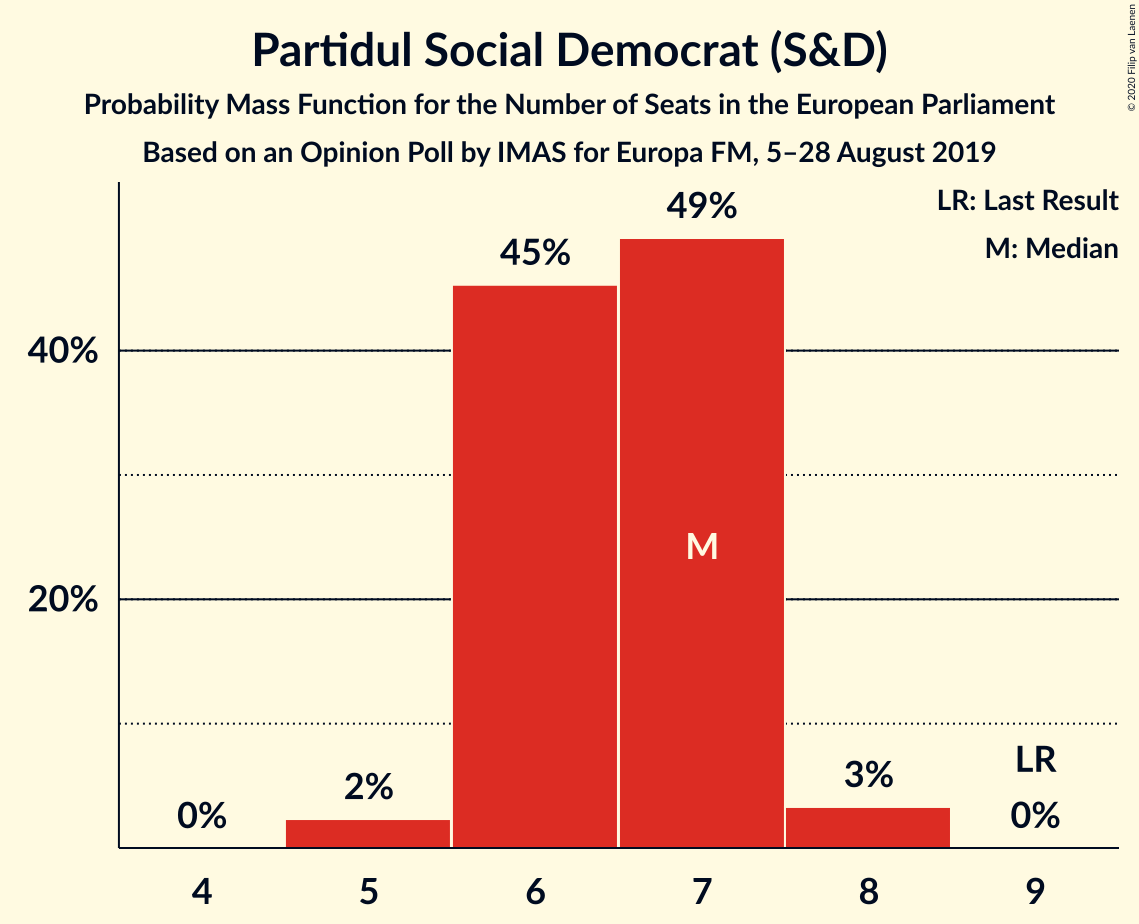 Partidul Social Democrat (S&D)
Probability Mass Function for the Number of Seats in the European Parliament
Based on an Opinion Poll by IMAS for Europa FM, 5–28 August 2019
© 2020 Filip van Laenen
LR: Last Result
M: Median
49%
45%
40%
M
20%
LR
0%
2%
3%
0%
4 5 6 7 8 9